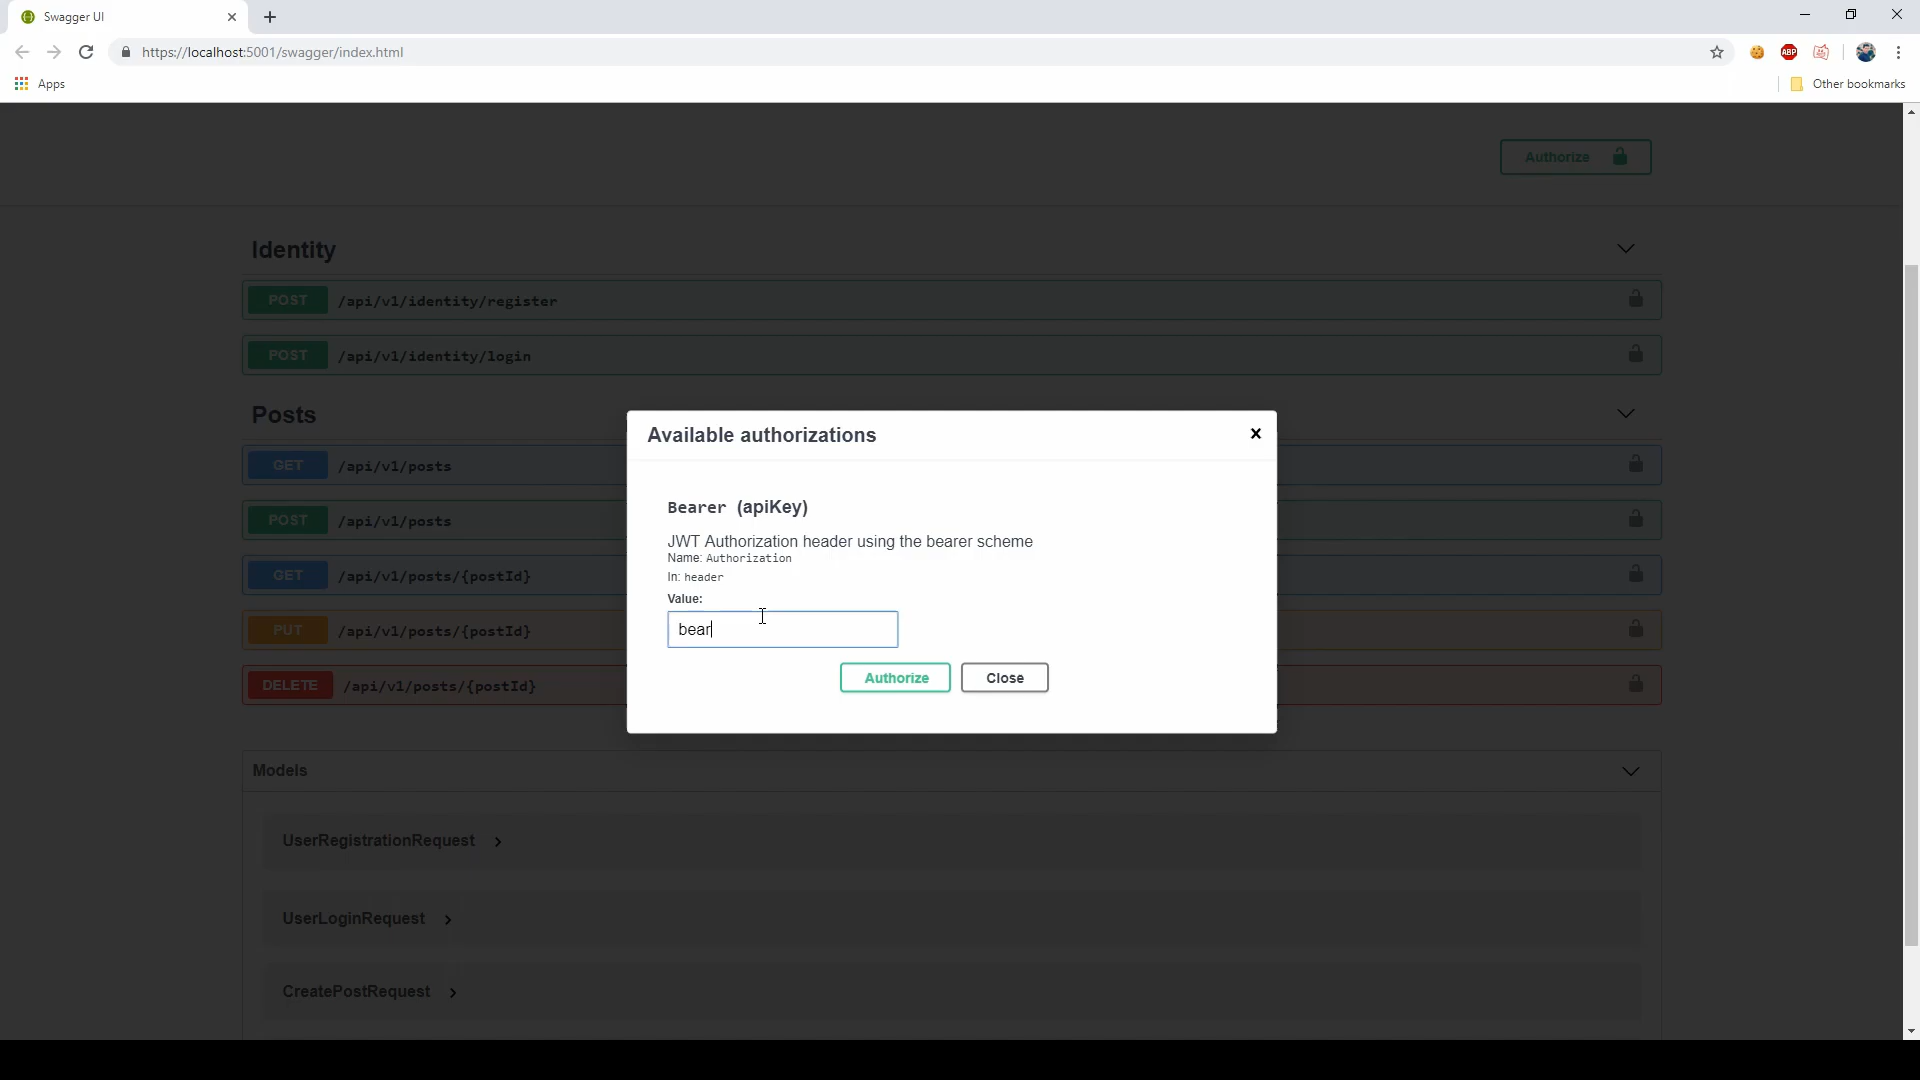 Swagger UI
https://localhost:5001/swagger/index.html
ABP
Apps
Other bookmarks
Authorize
Identity
POST /api/v1/identity/register
POST /api/v1/identity/login
Posts
GET /api/v1/posts
POST /api/v1/posts
GET /api/v1/posts/{postId}
PUT /api/v1/posts/{postId}
DELETE /api/v1/posts/{postId}
Available authorizations
Bearer (apiKey)
JWT Authorization header using the bearer scheme
Name: Authorization
In: header
Value:
bear
Authorize
Close
Models
UserRegistrationRequest
UserLoginRequest
CreatePostRequest